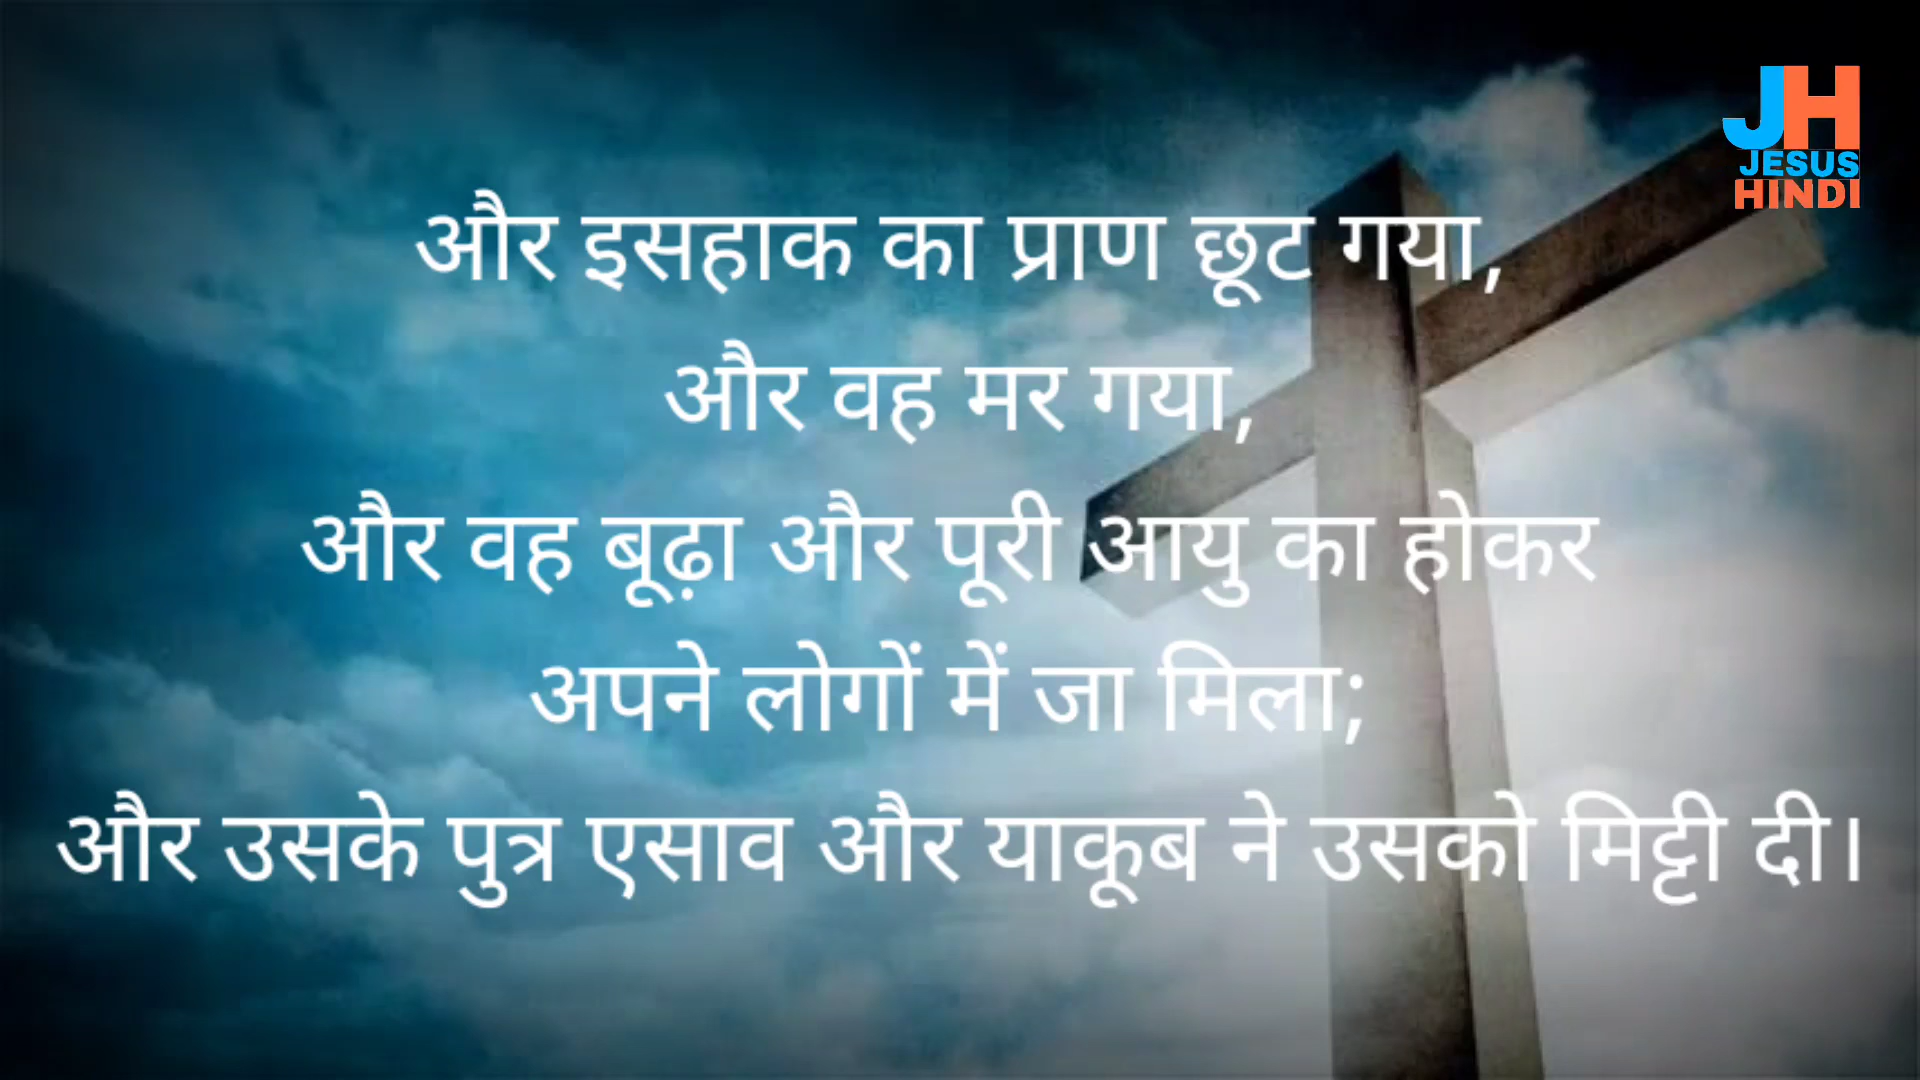 JH
JESUS
HINDI
और इसहाक का प्राण छूट गया,
और वह मर गया,
और वह बूढ़ा और पूरी आयु का होकर
अपने लोगों में जा मिला;
और उसके पुत्र एसाव और याकूब ने उसको मिट्टी दी।